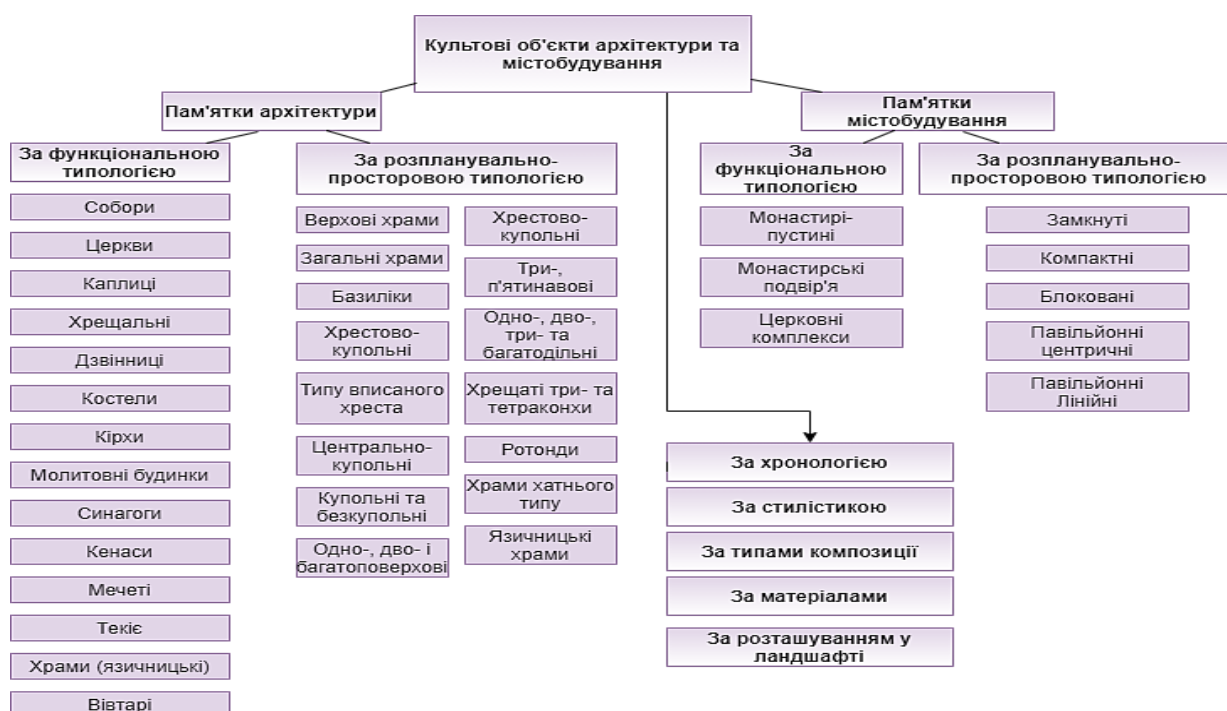 Культові об'єкти архітектури та
містобудування
Пам'ятки архітектури
Пам'ятки
містобудування
За функціональною
типологією
Собори
Церкви
Каплиці
Хрещальні
Дзвінниці
Костели
Кірхи
Молитовні будинки
Синагоги
Кенаси
Мечеті
Текіє
Храми (язичницькі)
Вівтарі
За розпланувально-
просторовою типологією
Верхові храми
Загальні храми
Базиліки
Хрестово-
купольні
Типу вписаного
хреста
Центрально-
купольні
Купольні та
безкупольні
Одно-, дво- і
багатоповерхові
Хрестово-
купольні
Три-,
п'ятинавові
Одно-, дво-,
три- та
багатодільні
Хрещаті три- та
тетраконхи
Ротонди
Храми хатнього
типу
Язичницькі
храми
За
функціональною
типологією
Монастирі-
пустині
Монастирські
подвір'я
Церковні
комплекси
За розпланувально-
просторовою типологією
Замкнуті
Компактні
Блоковані
Павільйонні
центричні
Павільйонні
Лінійні
За хронологією
За стилістикою
За типами композиції
За матеріалами
За розташуванням у
ландшафті